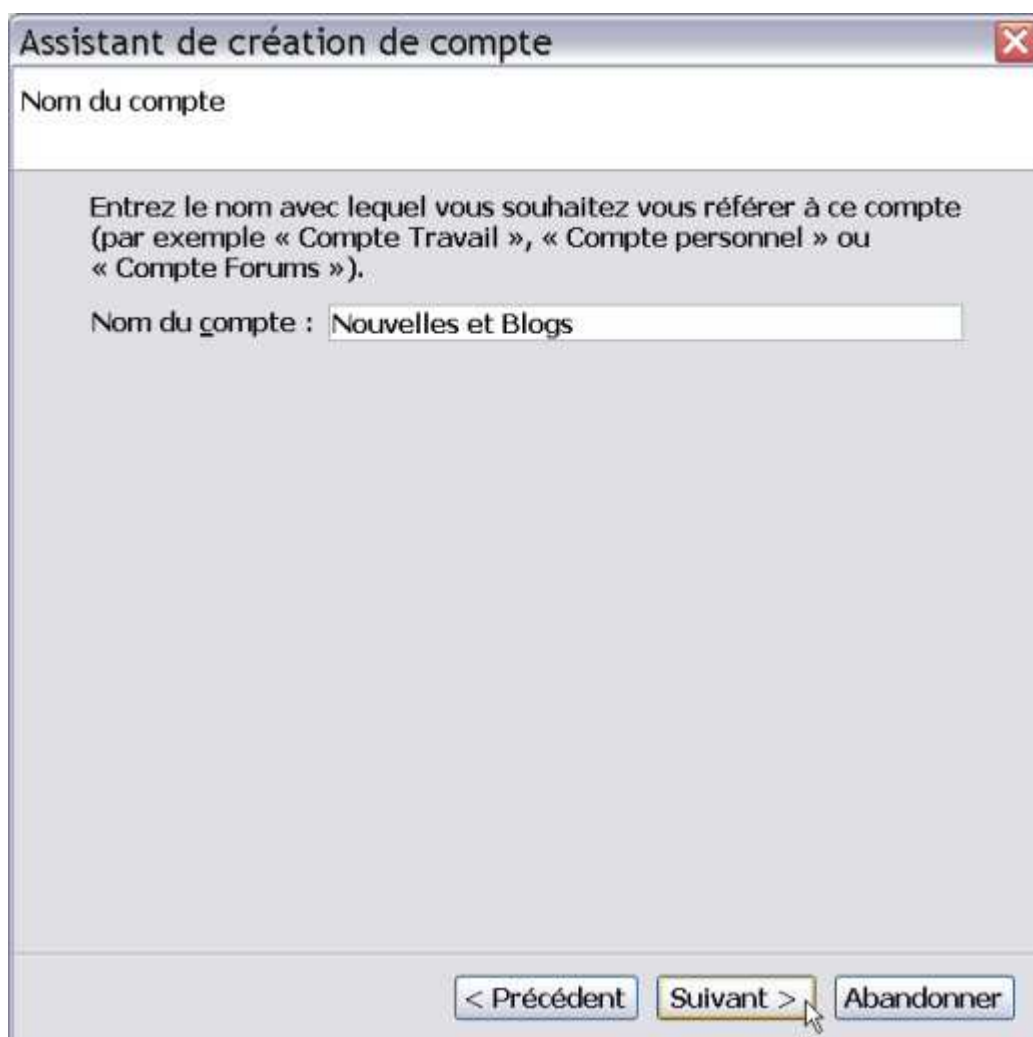 Assistant de création de compte
Nom du compte
Entrez le nom avec lequel vous souhaitez vous référer à ce compte
(par exemple « Compte Travail », « Compte personnel » ou
« Compte Forums »).
Nom du compte : Nouvelles et Blogs
< Précédent Suivant > Abandonner